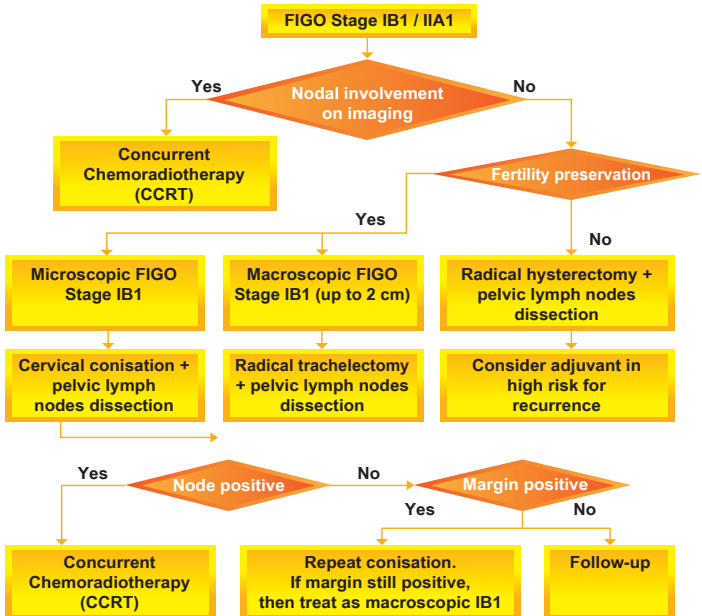 FIGO Stage IB1 / IIA1
Yes
No
Nodal involvement
on imaging
Concurrent
Chemoradiotherapy
(CCRT)
Fertility preservation
Yes
No
Microscopic FIGO
Stage IB1
Macroscopic FIGO
Stage IB1 (up to 2 cm)
Radical hysterectomy +
pelvic lymph nodes
dissection
Cervical conisation +
pelvic lymph
nodes dissection
Radical trachelectomy
+ pelvic lymph nodes
dissection
Consider adjuvant in
high risk for
recurrence
Yes
Node positive
No
Margin positive
Yes
No
Concurrent
Chemoradiotherapy
(CCRT)
Repeat conisation.
If margin still positive,
then treat as macroscopic IB1
Follow-up